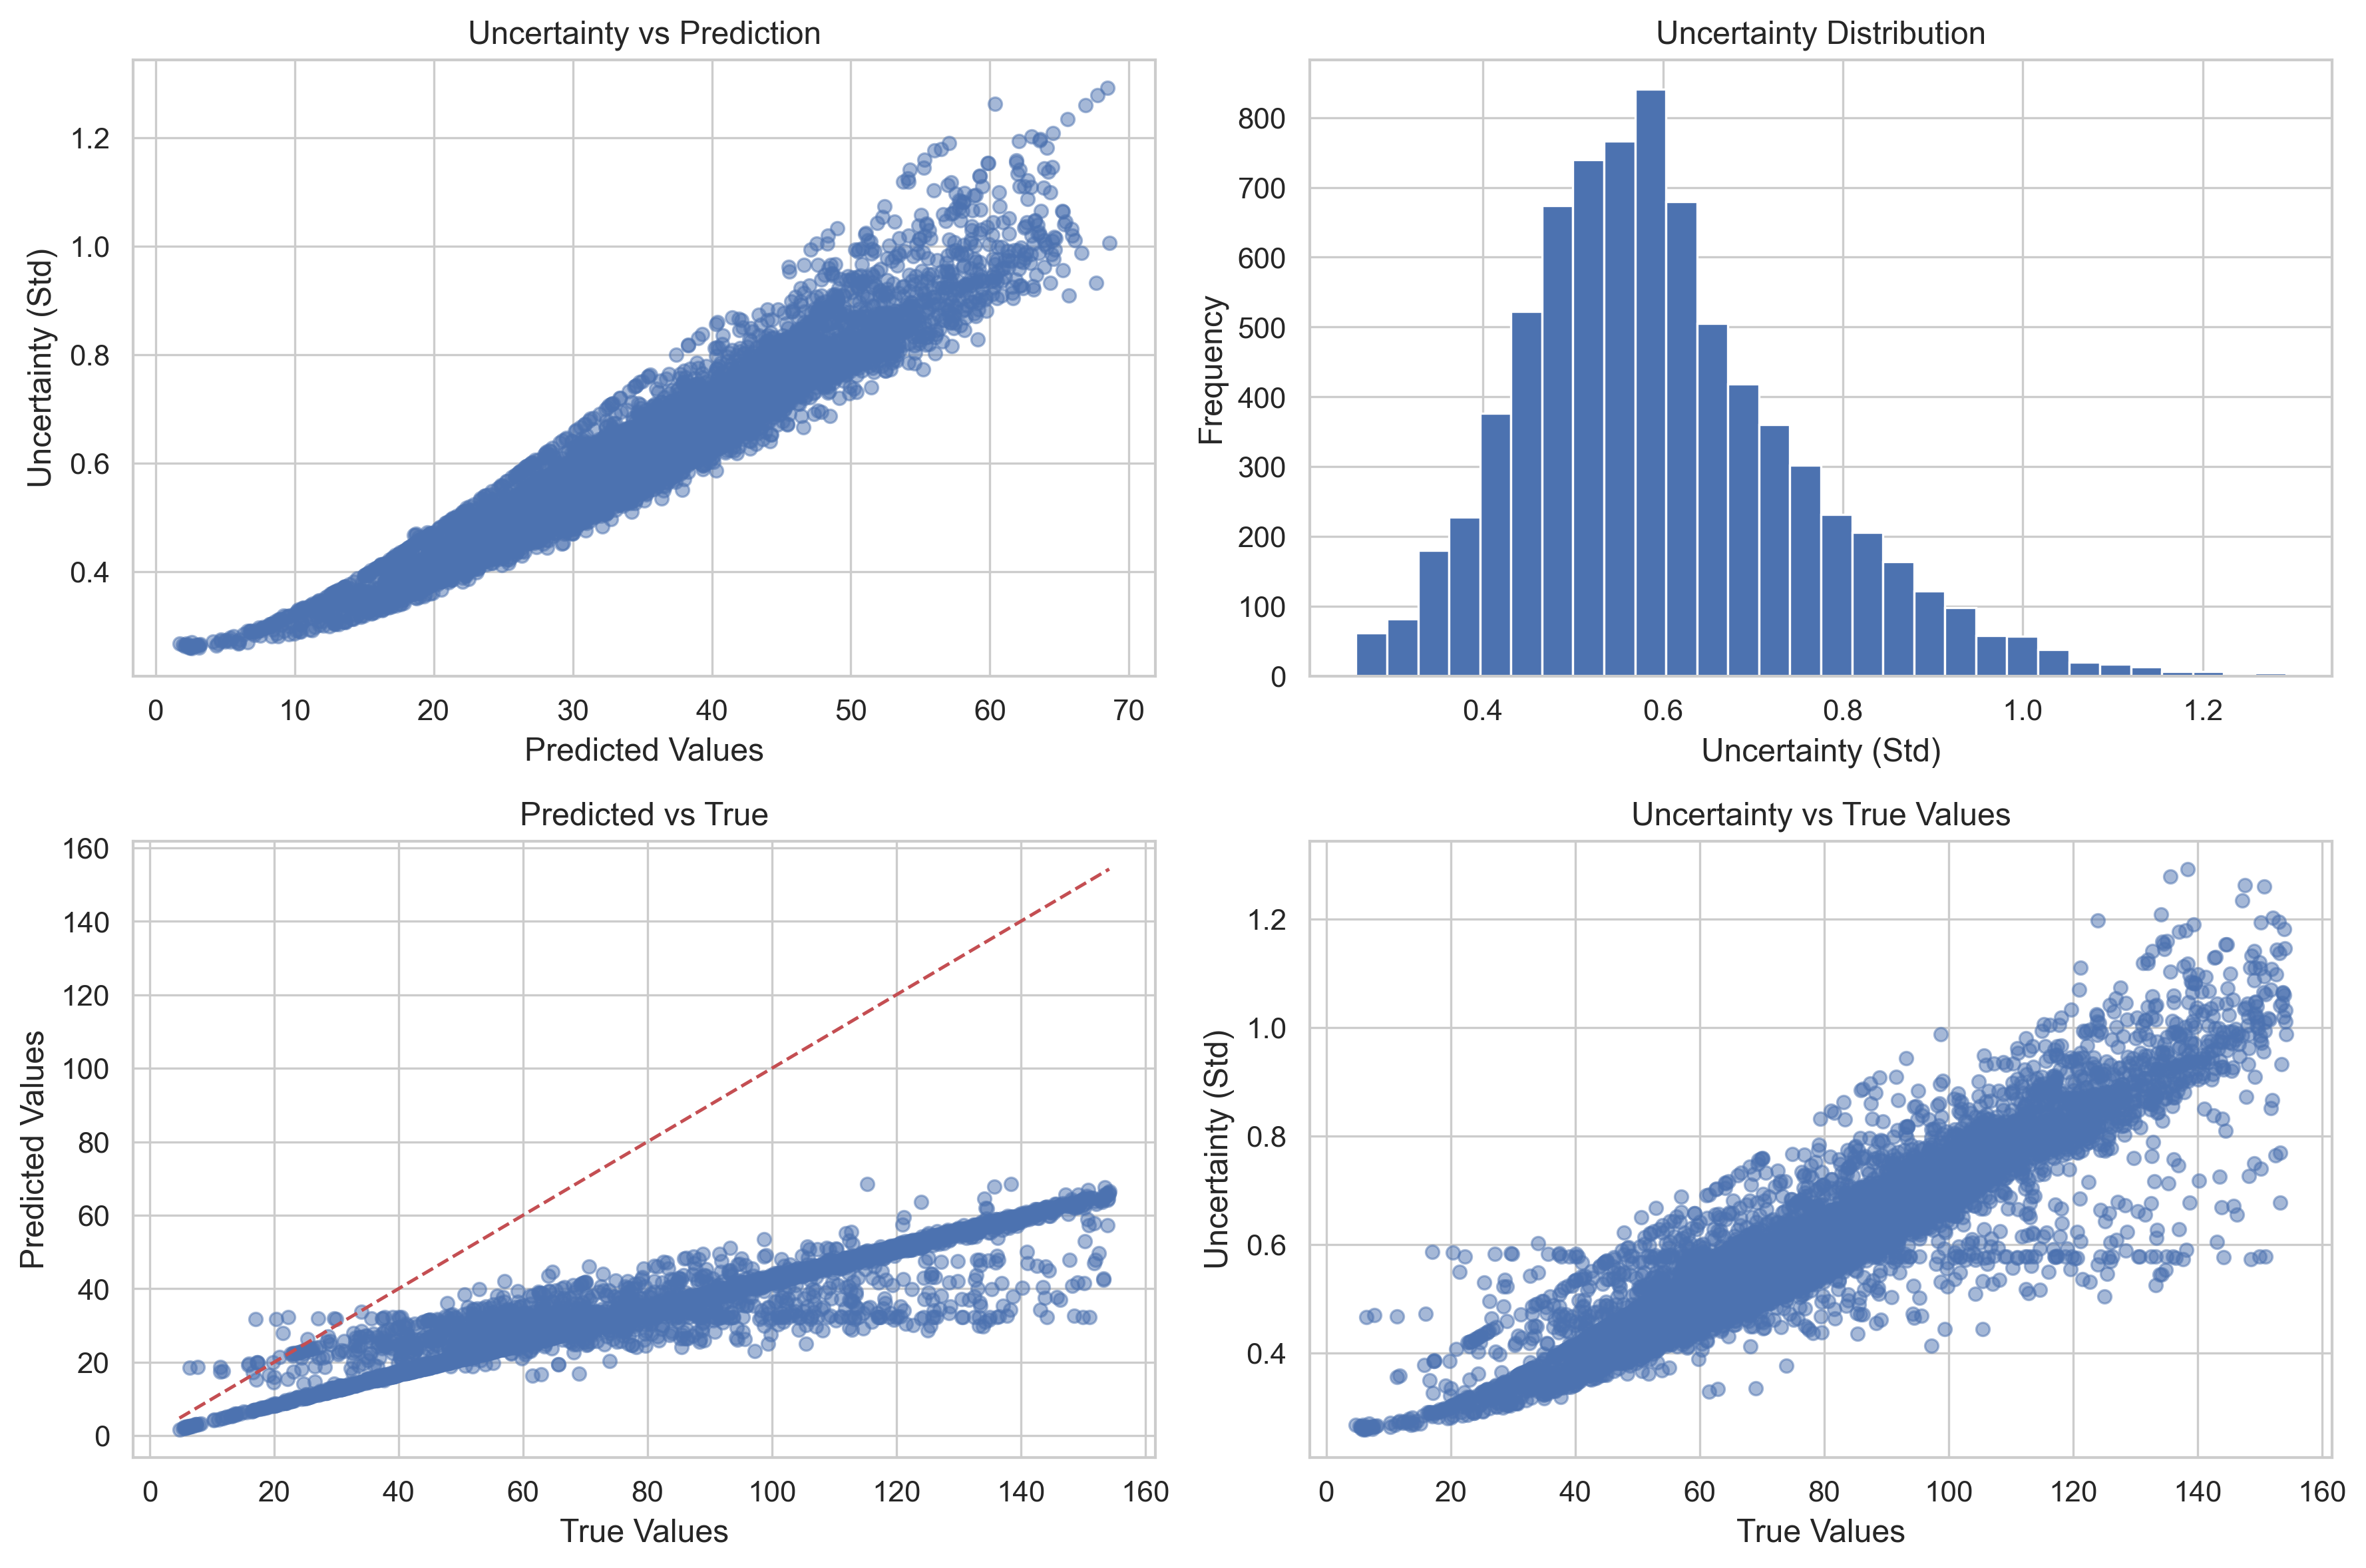 Uncertainty vs Prediction
Uncertainty (Std)
1.2
1.0
0.8
0.6
0.4
0 10 20 30 40 50 60 70
Predicted Values
Uncertainty Distribution
Frequency
800
700
600
500
400
300
200
100
0
0.4 0.6 0.8 1.0 1.2
Uncertainty (Std)
Predicted vs True
Predicted Values
160
140
120
100
80
60
40
20
0
0 20 40 60 80 100 120 140 160
True Values
Uncertainty vs True Values
Uncertainty (Std)
1.2
1.0
0.8
0.6
0.4
0 20 40 60 80 100 120 140 160
True Values